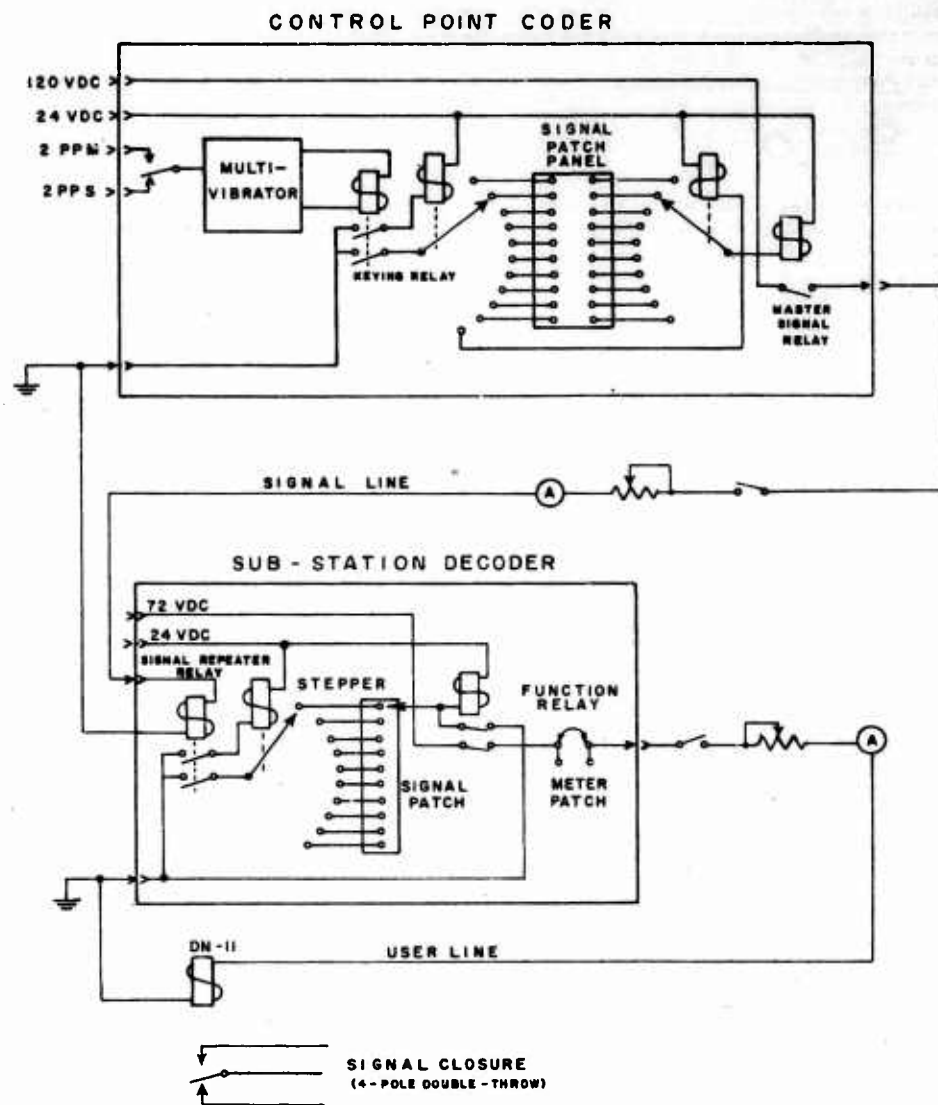 CONTROL POINT CODER
120 VDC
24 VDC
2 PPM
2 PPS
MULTI-
VIBRATOR
SIGNAL
PATCH
PANEL
KEYING RELAY
MASTER
SIGNAL
RELAY
SIGNAL LINE
A
SUB - STATION DECODER
72 VDC
24 VDC
SIGNAL REPEATER
RELAY
STEPPER
FUNCTION
RELAY
A
SIGNAL
PATCH
METER
PATCH
DN-11
USER LINE
SIGNAL CLOSURE
(4-POLE DOUBLE-THROW)